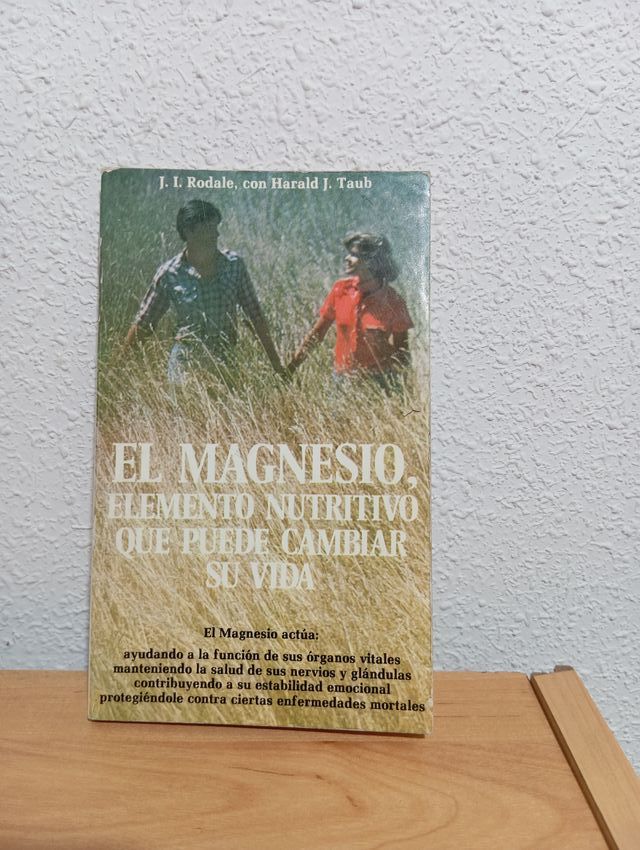 J. I. Rodale, con Harald J. Taub
EL MAGNESIO,
ELEMENTO NUTRITIVO
QUE PUEDE CAMBIAR
SU VIDA
El Magnesio actúa:
ayudando a la función de sus órganos vitales
manteniendo la salud de sus nervios y glándulas
contribuyendo a su estabilidad emocional
protegiéndole contra ciertas enfermedades mortales